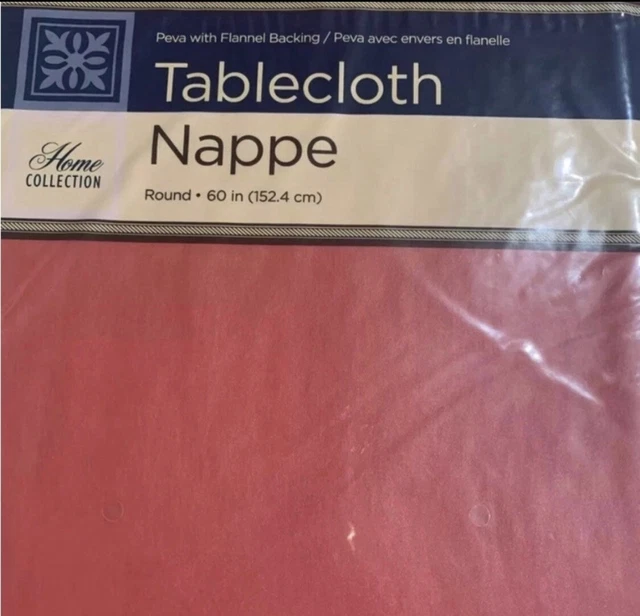 Peva with Flannel Backing / Peva avec envers en flanelle
Tablecloth
Nappe
Home
COLLECTION
Round • 60 in (152.4 cm)